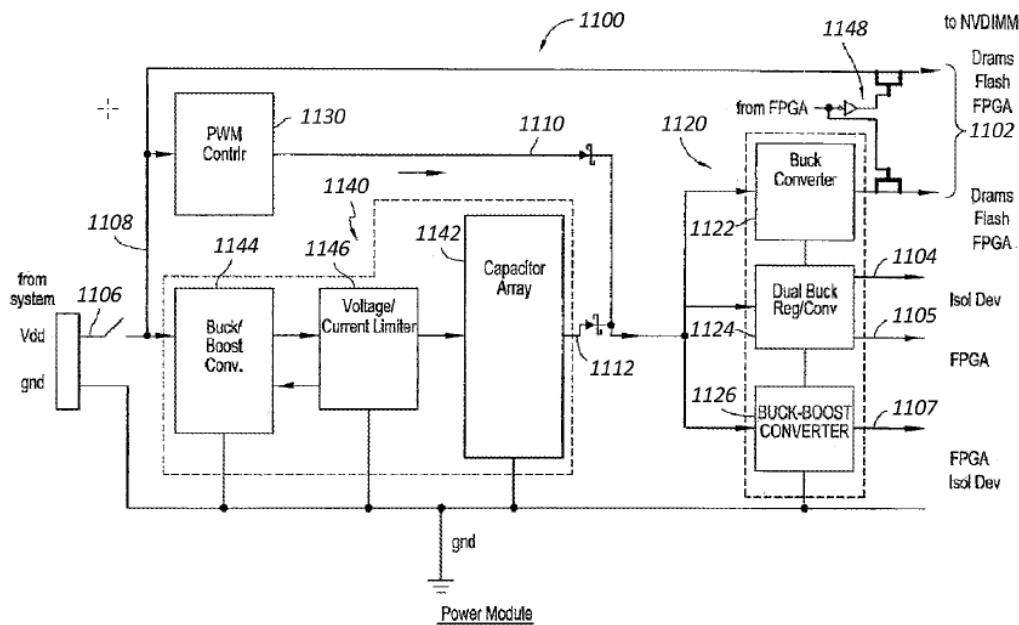 1100
to NVDIMM
1148
Drams
Flash
FPGA
1102
from FPGA
1130
PWM
Contrlr
1110
1120
Buck
Converter
1122
Drams
Flash
FPGA
1140
1108
1144
1146
1142
Capacitor
Array
1104
Isol Dev
Dual Buck
Reg/Conv
1124
1105
FPGA
from
system
1106
Vdd
gnd
Buck/
Boost
Conv.
Voltage/
Current Limiter
1112
1126
BUCK-BOOST
CONVERTER
1107
FPGA
Isol Dev
gnd
Power Module